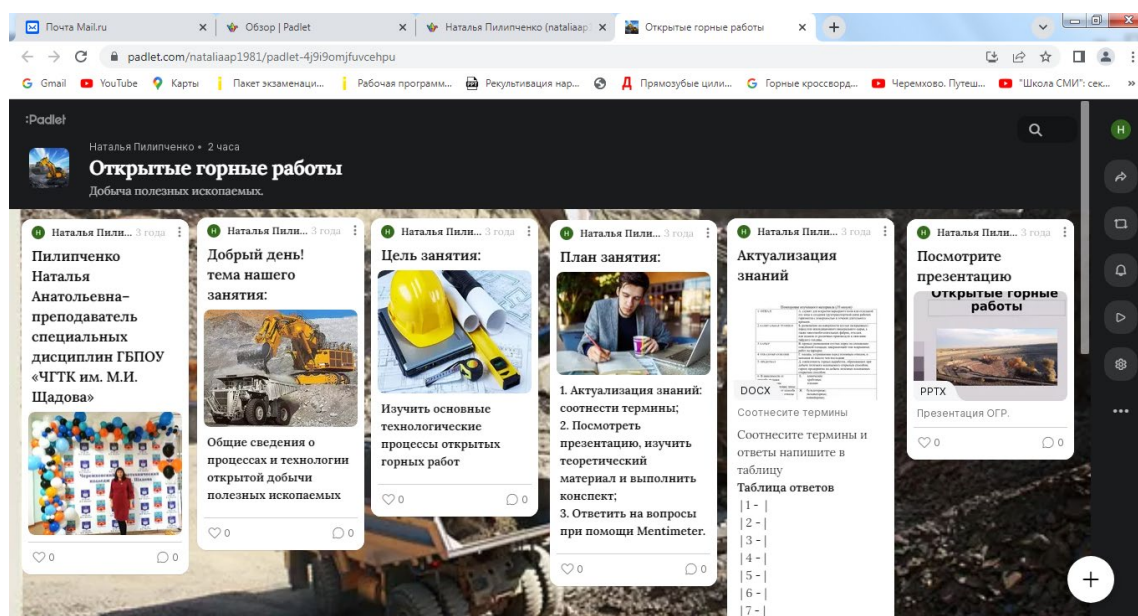 Почта Mail.ru
Обзор | Padlet
Наталья Пилипченко (nataliaap
Открытые горные работы
padlet.com/nataliaap1981/padlet-4j9i9omjfuvcehpu
Gmail
YouTube
Карты
Пакет экзаменаци...
Рабочая программ...
Рекультивация нар...
Прямозубые цили...
Горные кроссворд...
Черемхово. Путеш...
"Школа СМИ": сек...
:Padlet
Наталья Пилипченко • 2 часа
Открытые горные работы
Добыча полезных ископаемых.
Наталья Пили... 3 года
Пилипченко
Наталья
Анатольевна–
преподаватель
специальных
дисциплин ГБПОУ
«ЧГТК им. М.И.
Щадова»
0 0
Наталья Пили... 3 года
Добрый день!
тема нашего
занятия:
Общие сведения о
процессах и технологии
открытой добычи
полезных ископаемых
0 0
Наталья Пили... 3 года
Цель занятия:
Изучить основные
технологические
процессы открытых
горных работ
0 0
Наталья Пили... 3 года
План занятия:
1. Актуализация знаний:
соотнести термины;
2. Посмотреть
презентацию, изучить
теоретический
материал и выполнить
конспект;
3. Ответить на вопросы
при помощи Mentimeter.
0 0
Наталья Пили... 3 года
Актуализация
знаний
DOCX
Соотнесите термины
Соотнесите термины и
ответы напишите в
таблицу
Таблица ответов
|1 - |
|2 - |
|3 - |
|4 - |
|5 - |
|6 - |
|7 - |
Наталья Пили... 3 года
Посмотрите
презентацию
Открытые горные
работы
PPTX
Презентация ОГР.
0 0
Н